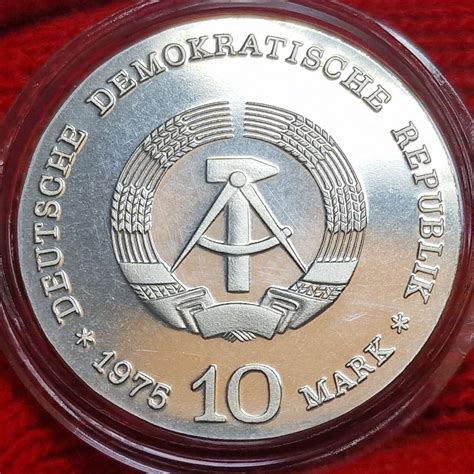 DEUTSCHE DEMOKRATISCHE REPUBLIK
* 1975 10 MARK *